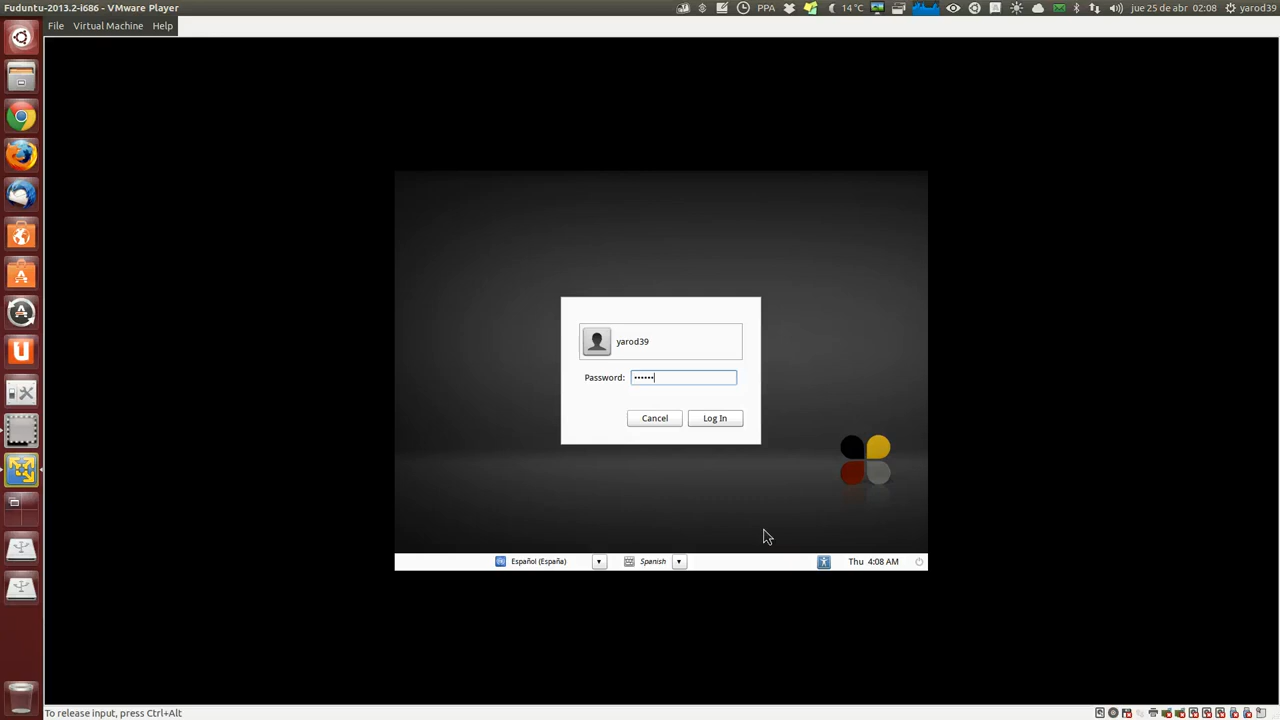 Fuduntu-2013.2-i686 - VMware Player
PPA
14 °C
jue 25 de abr
02:08
yarod39
File
Virtual Machine
Help
yarod39
Password: ••••••
Cancel
Log In
Español (España)
Spanish
Thu 4:08 AM
To release input, press Ctrl+Alt